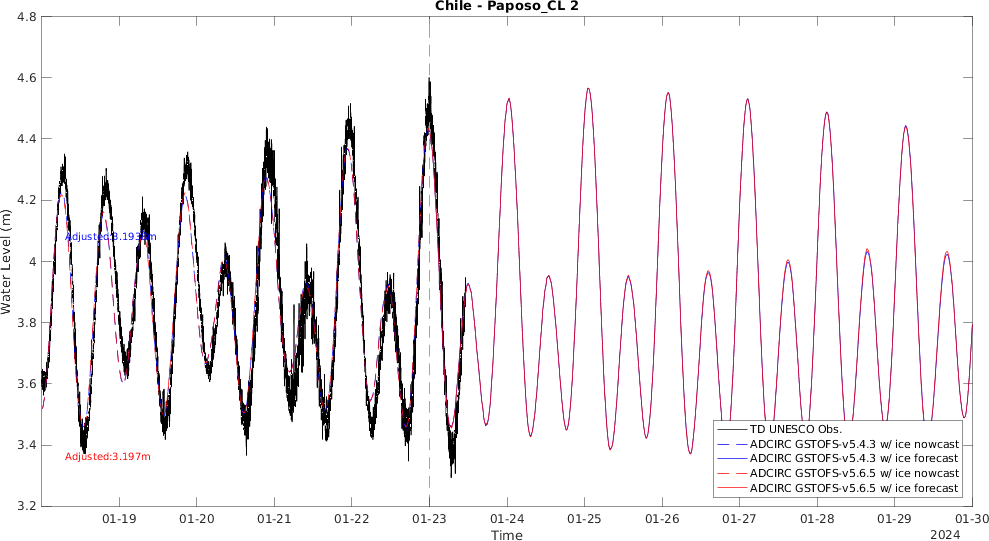 Chile - Paposo_CL 2
4.8
4.6
4.4
4.2
4
3.8
3.6
3.4
3.2
Water Level (m)
Adjusted:3.193
Adjusted:3.197m
TD UNESCO Obs.
ADCIRC GSTOFS-v5.4.3 w/ ice nowcast
ADCIRC GSTOFS-v5.4.3 w/ ice forecast
ADCIRC GSTOFS-v5.6.5 w/ ice nowcast
ADCIRC GSTOFS-v5.6.5 w/ ice forecast
01-19 01-20 01-21 01-22 01-23 01-24 01-25 01-26 01-27 01-28 01-29 01-30
Time
2024